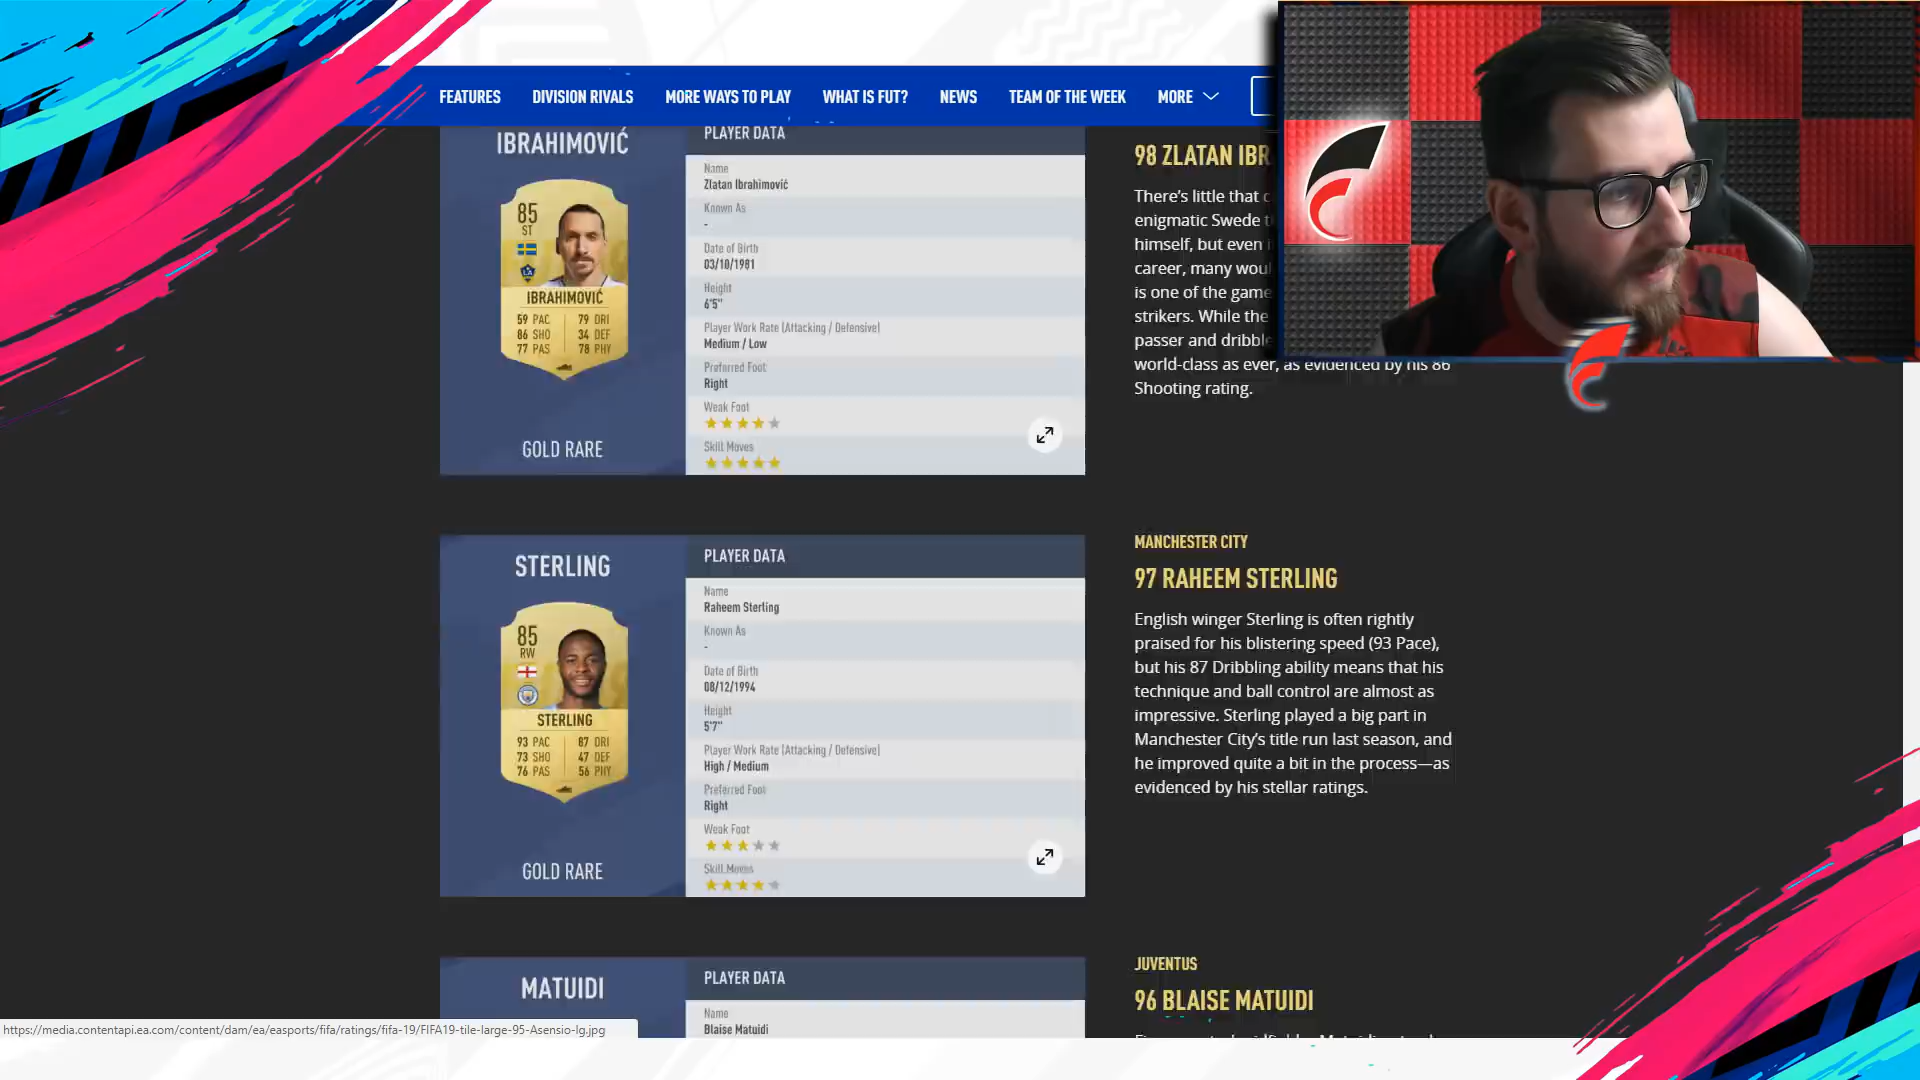 FEATURES DIVISION RIVALS MORE WAYS TO PLAY WHAT IS FUT? NEWS TEAM OF THE WEEK MORE
IBRAHIMOVIĆ
85
ST
IBRAHIMOVIĆ
59 PAC 79 DRI
86 SHO 34 DEF
77 PAS 78 PHY
GOLD RARE
PLAYER DATA
Name
Zlatan Ibrahimović
Known As
-
Date of Birth
03/10/1981
Height
6'5"
Player Work Rate (Attacking / Defensive)
Medium / Low
Preferred Foot
Right
Weak Foot
Skill Moves
98 ZLATAN IBR
There's little that
enigmatic Swede
himself, but even
career, many
is one of the game
strikers. While the
passer and
world-class as ever, as evidenced by his 86
Shooting rating.
STERLING
85
RW
STERLING
93 PAC 87 DRI
73 SHO 47 DEF
76 PAS 56 PHY
GOLD RARE
PLAYER DATA
Name
Raheem Sterling
Known As
-
Date of Birth
08/12/1994
Height
5'7"
Player Work Rate (Attacking / Defensive)
High / Medium
Preferred Foot
Right
Weak Foot
Skill Moves
MANCHESTER CITY
97 RAHEEM STERLING
English winger Sterling is often rightly
praised for his blistering speed (93 Pace),
but his 87 Dribbling ability means that his
technique and ball control are almost as
impressive. Sterling played a big part in
Manchester City's title run last season, and
he improved quite a bit in the process—as
evidenced by his stellar ratings.
MATUIDI
PLAYER DATA
Name
Blaise Matuidi
JUVENTUS
96 BLAISE MATUIDI
https://media.contentapi.ea.com/content/dam/ea/easports/fifa/ratings/fifa-19/FIFA19-tile-large-95-Asensio-lg.jpg